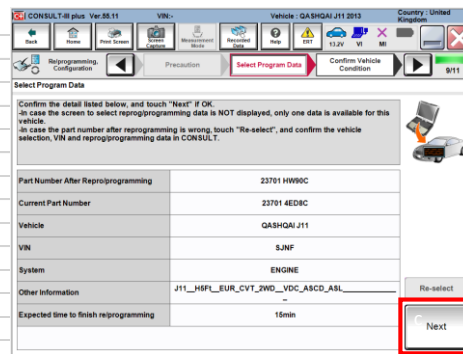 CONSULT-III plus Ver.55.11 VIN:- Vehicle : QASHQAI J11 2013 Country : United Kingdom
Back Home Print Screen Screen Capture Measurement Mode Recorded Data Help EXIT 13.2V VI MI
Re/programming, Configuration Precaution Select Program Data Confirm Vehicle Condition 9/11
Select Program Data
Confirm the detail listed below, and touch "Next" if OK.
-In case the screen to select reprog/programming data is NOT displayed, only one data is available for this
vehicle.
-In case the part number after reprogramming is wrong, touch "Re-select", and confirm the vehicle
selection, VIN and reprog/programming data in CONSULT.
Part Number After Repro/programming 23701 HW90C
Current Part Number 23701 4ED8C
Vehicle QASHQAI J11
VIN SJNF
System ENGINE
Other Information J11__H5Ft__EUR_CVT_2WD__VDC_ASCD_ASL______________
Expected time to finish re/programming 15min
Re-select
Next